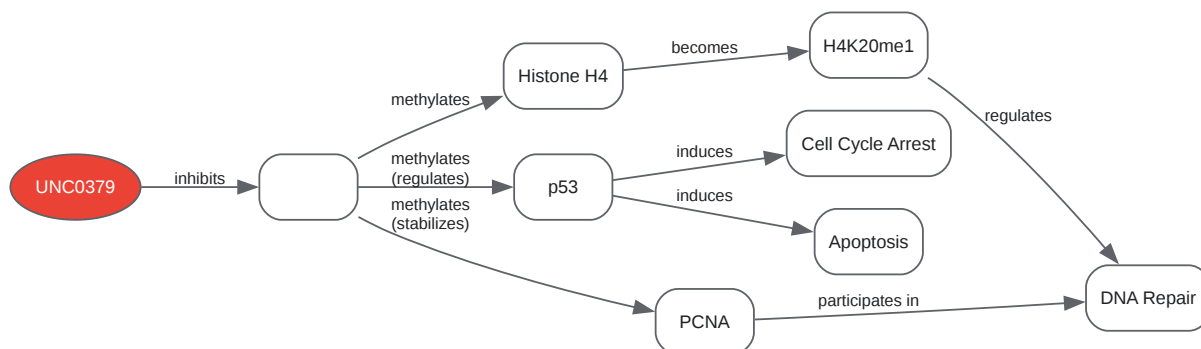 H4K20me1
becomes
Histone H4
methylates
regulates
Cell Cycle Arrest
induces
methylates
(regulates)
UNC0379
inhibits
p53
induces
methylates
(stabilizes)
Apoptosis
participates in
DNA Repair
PCNA